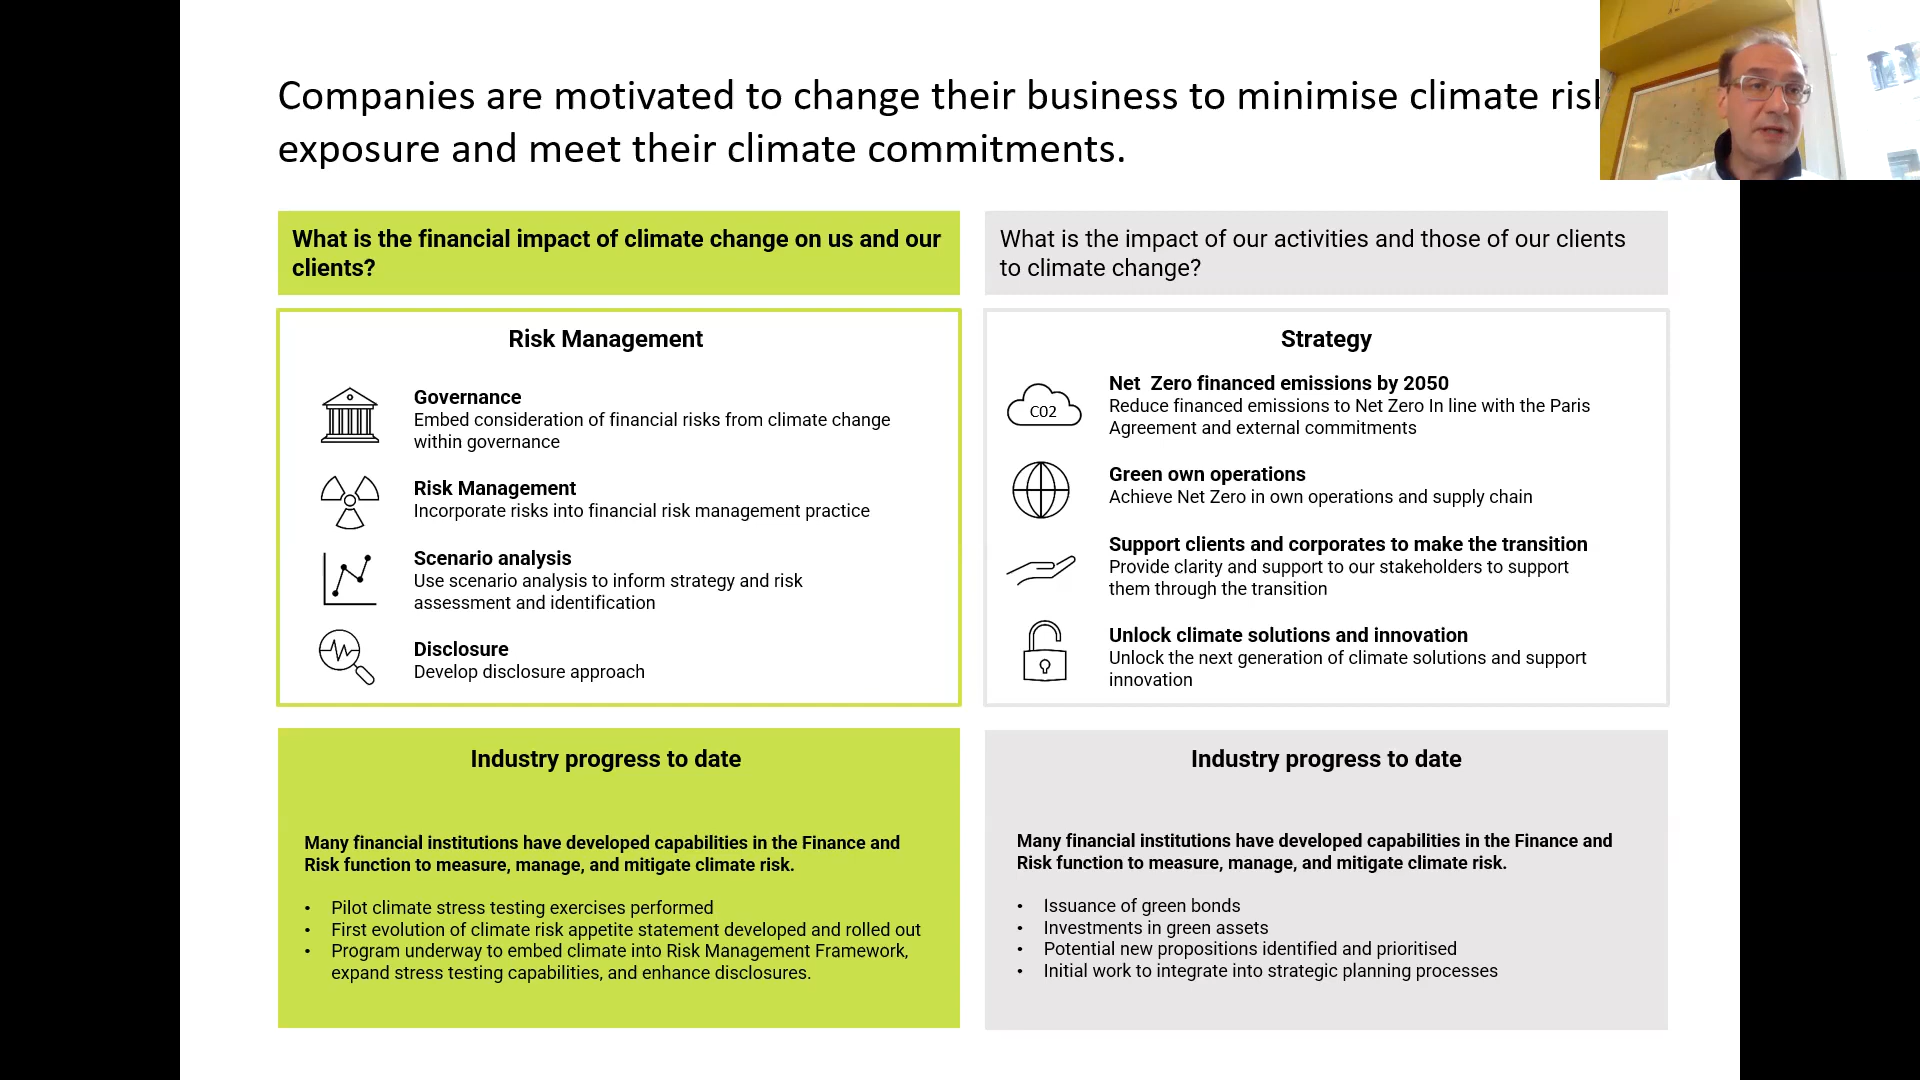 Companies are motivated to change their business to minimise climate risk
exposure and meet their climate commitments.
What is the financial impact of climate change on us and our
clients?
Risk Management
Governance
Embed consideration of financial risks from climate change
within governance
Risk Management
Incorporate risks into financial risk management practice
Scenario analysis
Use scenario analysis to inform strategy and risk
assessment and identification
Disclosure
Develop disclosure approach
Industry progress to date
Many financial institutions have developed capabilities in the Finance and
Risk function to measure, manage, and mitigate climate risk.
• Pilot climate stress testing exercises performed
• First evolution of climate risk appetite statement developed and rolled out
• Program underway to embed climate into Risk Management Framework,
expand stress testing capabilities, and enhance disclosures.
What is the impact of our activities and those of our clients
to climate change?
Strategy
C02
Net  Zero financed emissions by 2050
Reduce financed emissions to Net Zero In line with the Paris
Agreement and external commitments
Green own operations
Achieve Net Zero in own operations and supply chain
Support clients and corporates to make the transition
Provide clarity and support to our stakeholders to support
them through the transition
Unlock climate solutions and innovation
Unlock the next generation of climate solutions and support
innovation
Industry progress to date
Many financial institutions have developed capabilities in the Finance and
Risk function to measure, manage, and mitigate climate risk.
• Issuance of green bonds
• Investments in green assets
• Potential new propositions identified and prioritised
• Initial work to integrate into strategic planning processes